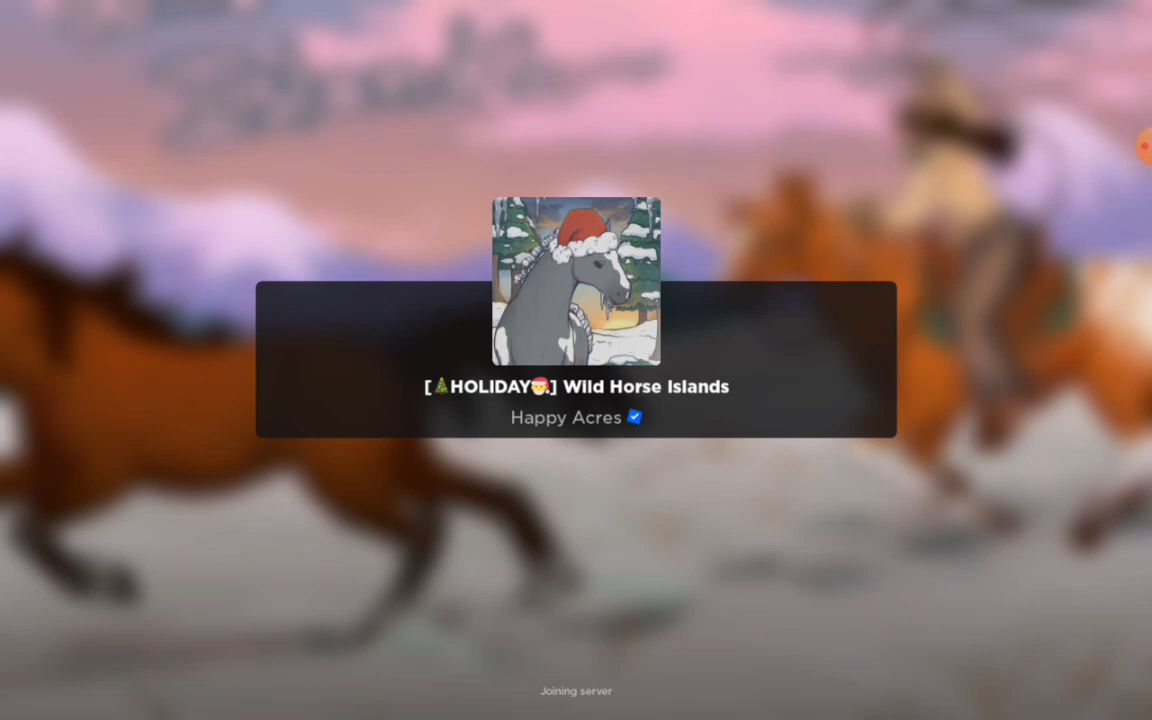 [🎄HOLIDAY🎅] Wild Horse Islands
Happy Acres
Joining server